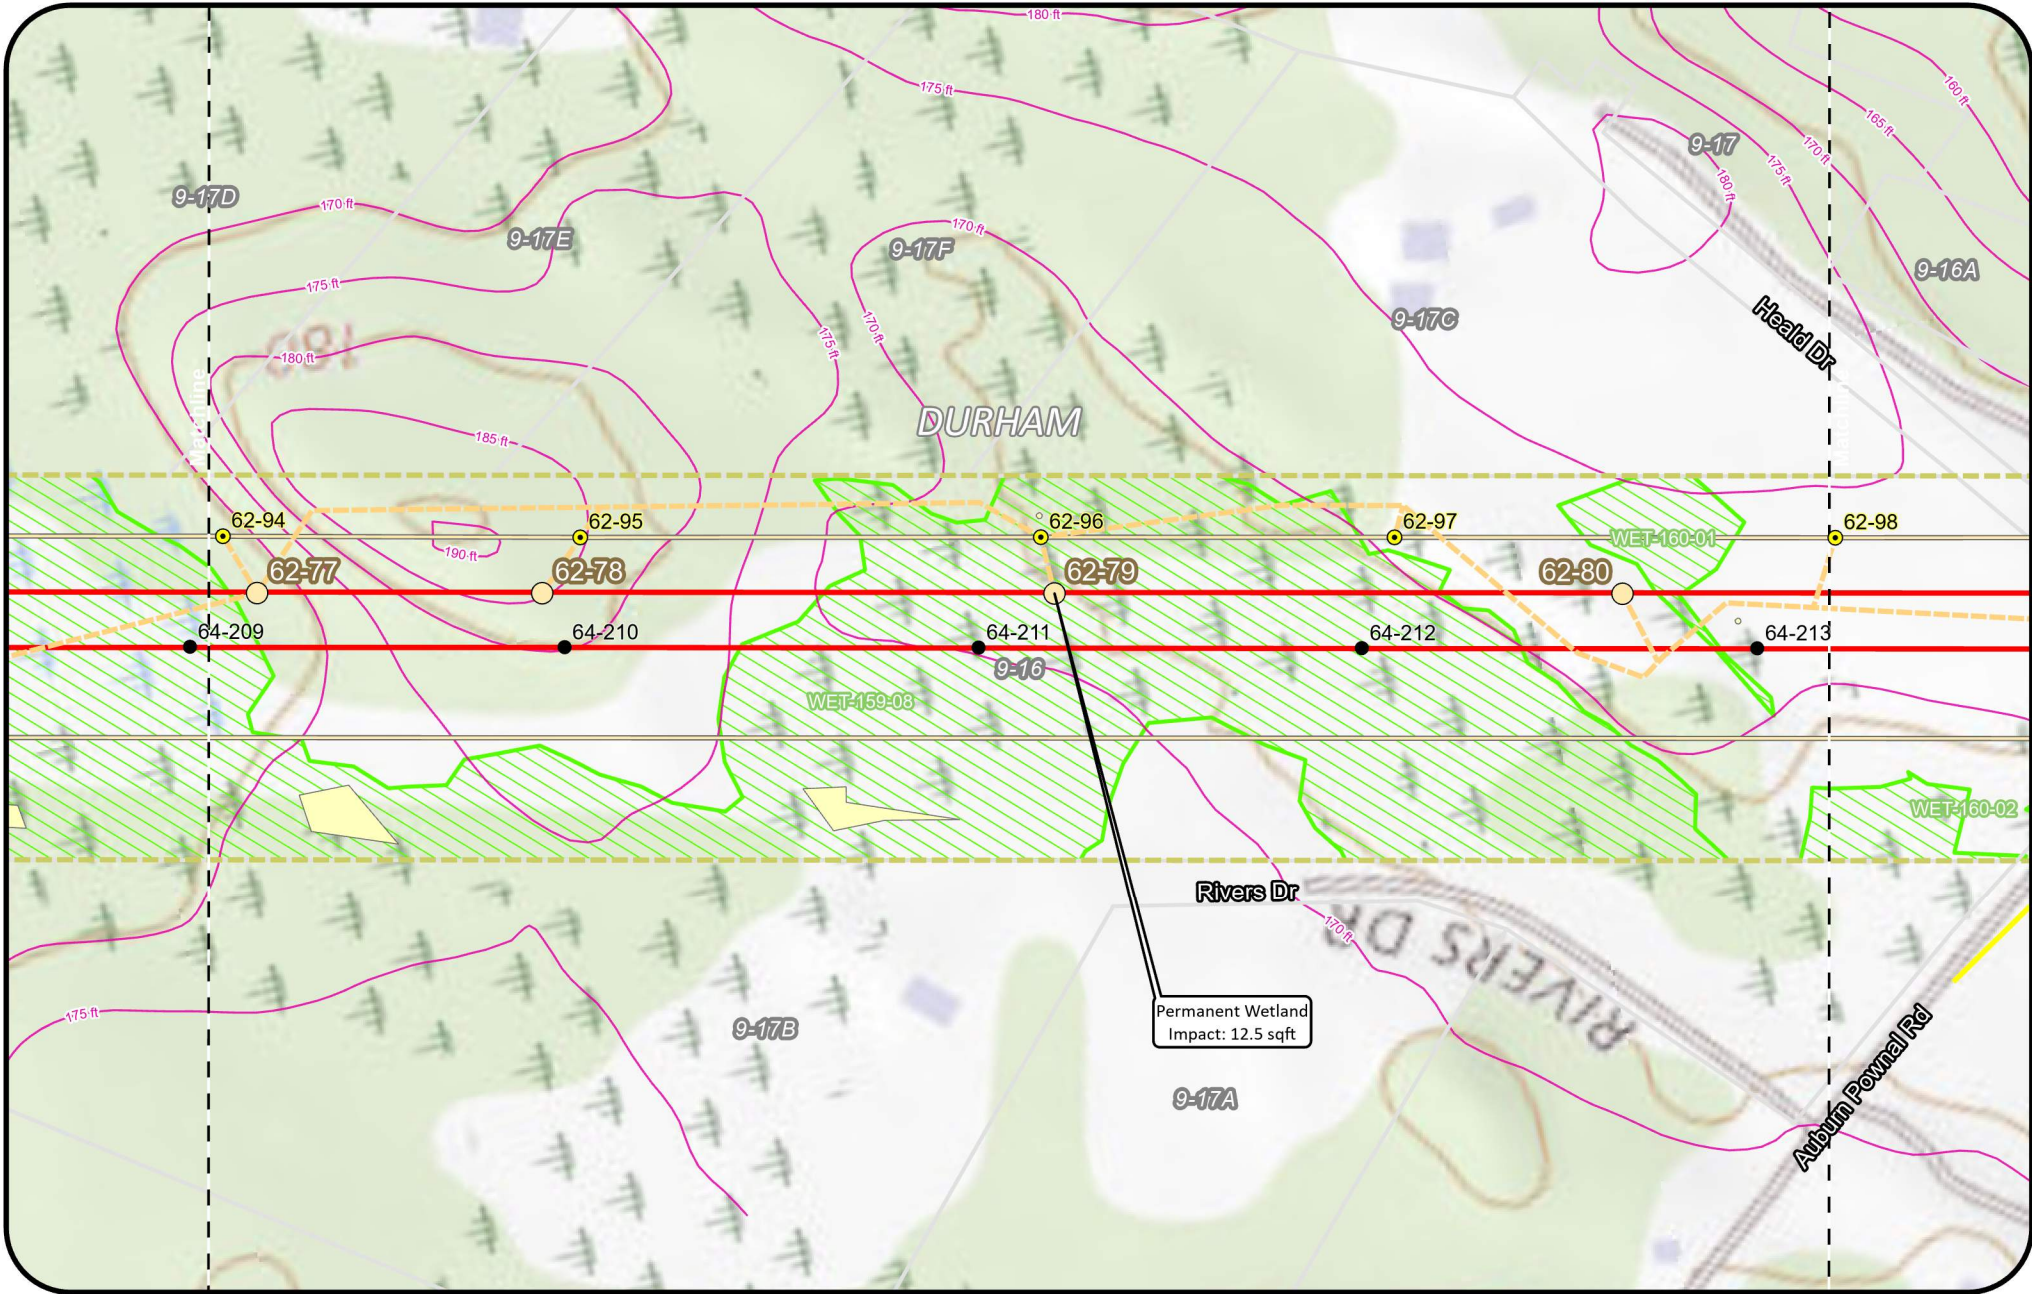 180 ft
175 ft
160 ft
165 ft
9-17
170 ft
175 ft
180 ft
9-17D
170 ft
9-17E
170 ft
9-17F
9-16A
175 ft
170 ft
9-17C
Heald Dr
175 ft
180
180 ft
Matchline
DURHAM
185 ft
62-94
62-95
62-96
62-97
62-98
WET-160-01
190 ft
62-77
62-78
62-79
62-80
64-209
64-210
64-211
64-212
64-213
9-16
WET-159-08
WET-160-02
Rivers Dr
170 ft
RIVERS DR
175 ft
9-17B
Permanent Wetland
Impact: 12.5 sqft
9-17A
Auburn Pownal Rd